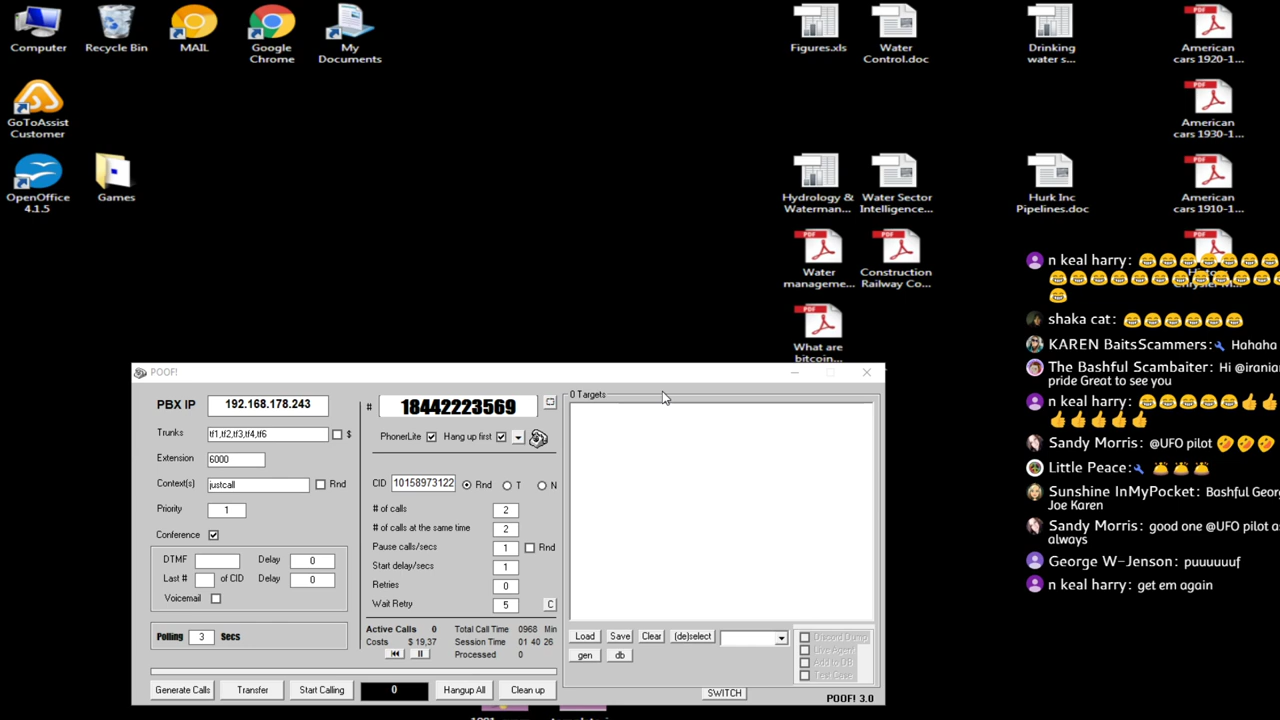 Computer
Recycle Bin
MAIL
Google
Chrome
My
Documents
Figures.xls
Water
Control.doc
Drinking
water s...
American
cars 1920-1...
GoToAssist
Customer
American
cars 1930-1...
OpenOffice
4.1.5
Games
Hydrology &
Waterman...
Water Sector
Intelligence...
Hurk Inc
Pipelines.doc
American
cars 1910-1...
Water
manageme...
Construction
Railway Co...
What are
bitcoin
n keal harry: 😂😂😂😂😂😂😂
😂😂😂😂😂😂😂😂😂😂😂
😂
shaka cat: 😂😂😂😂😂😂
KAREN BaitsScammers: Hahaha
The Bashful Scambaiter: Hi @irania
pride Great to see you
n keal harry: 😂😂😂😂😂👍👍
👍👍👍👍👍
Sandy Morris: @UFO pilot 🤣🤣🤣
Little Peace: 🛎🛎🛎
Sunshine InMyPocket: Bashful Geor
Joe Karen
Sandy Morris: good one @UFO pilot as
always
George W-Jenson: puuuuuuf
n keal harry: get em again
POOF!
PBX IP 192.168.178.243
Trunks tf1,tf2,tf3,tf4,tf6 $
Extension 6000
Context(s) justcall Rnd
Priority 1
Conference
DTMF Delay 0
Last # of CID Delay 0
Voicemail
Polling 3 Secs
# 18442223569
PhonerLite Hang up first
CID 10158973122 Rnd T N
# of calls 2
# of calls at the same time 2
Pause calls/secs 1 Rnd
Start delay/secs 1
Retries 0
Wait Retry 5 C
Active Calls 0 Total Call Time 0968 Min
Costs $ 19,37 Session Time 01 40 26
Processed 0
0 Targets
Load Save Clear (de)select
gen db
Discord Dump
Live Agent
Add to DB
Generate Calls Transfer Start Calling 0 Hangup All Clean up
SWITCH
POOF! 3.0